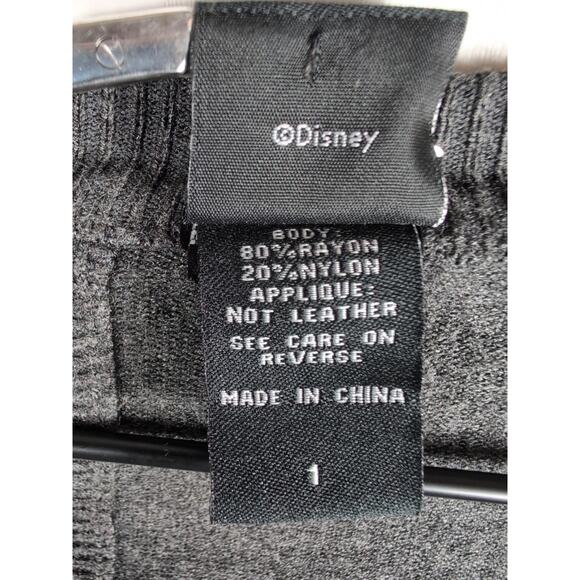 ©Disney
BODY:
80%RAYON
20%NYLON
APPLIQUE:
NOT LEATHER
SEE CARE ON
REVERSE
MADE IN CHINA
1